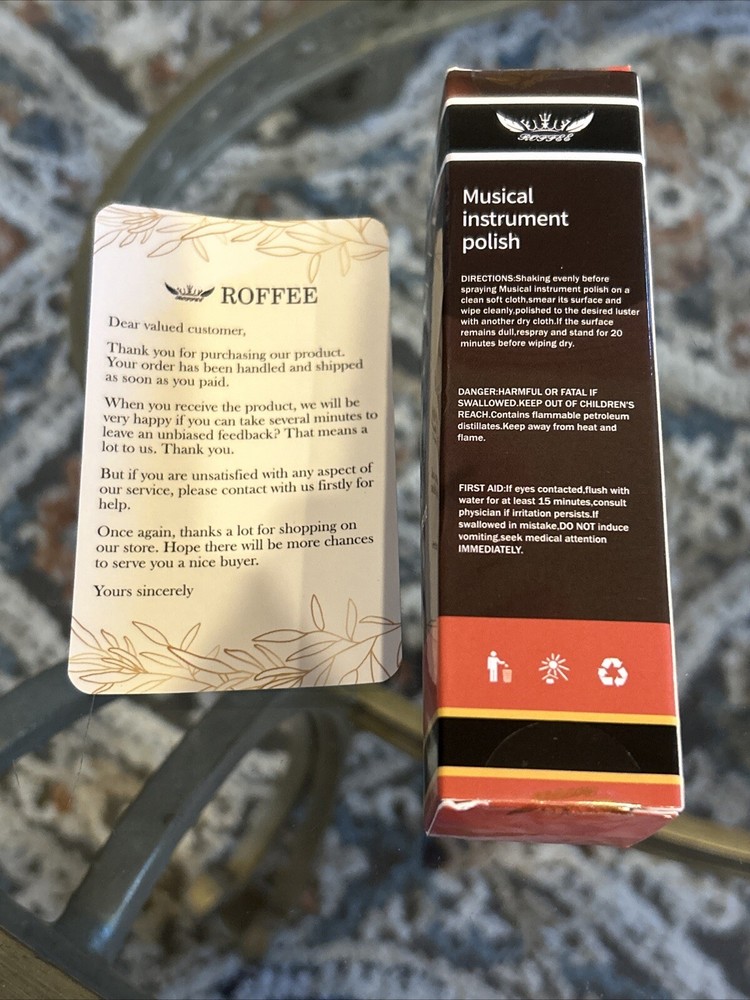 ROFFEE
Dear valued customer,
Thank you for purchasing our product.
Your order has been handled and shipped
as soon as you paid.
When you receive the product, we will be
very happy if you can take several minutes to
leave an unbiased feedback? That means a
lot to us. Thank you.
But if you are unsatisfied with any aspect of
our service, please contact with us firstly for
help.
Once again, thanks a lot for shopping on
our store. Hope there will be more chances
to serve you a nice buyer.
Yours sincerely
ROFFEE
Musical
instrument
polish
DIRECTIONS:Shaking evenly before
spraying Musical instrument polish on a
clean soft cloth,smear its surface and
wipe cleanly,polished to the desired luster
with another dry cloth.If the surface
remains dull,respray and stand for 20
minutes before wiping dry.
DANGER:HARMFUL OR FATAL IF
SWALLOWED.KEEP OUT OF CHILDREN'S
REACH.Contains flammable petroleum
distillates.Keep away from heat and
flame.
FIRST AID:If eyes contacted,flush with
water for at least 15 minutes,consult
physician if irritation persists.If
swallowed in mistake,DO NOT induce
vomiting,seek medical attention
IMMEDIATELY.